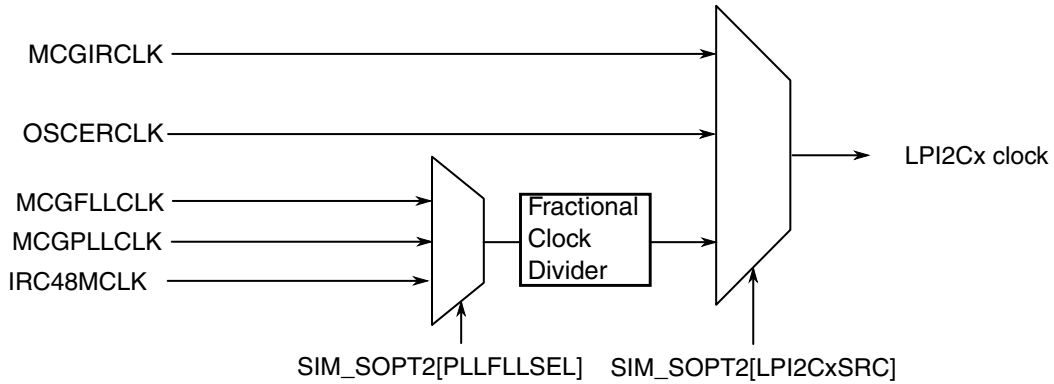 MCGIRCLK
OSCERCLK
LPI2Cx clock
MCGFLLCLK
MCGPLLCLK
IRC48MCLK
Fractional
Clock
Divider
SIM_SOPT2[PLLFLLSEL]
SIM_SOPT2[LPI2CxSRC]